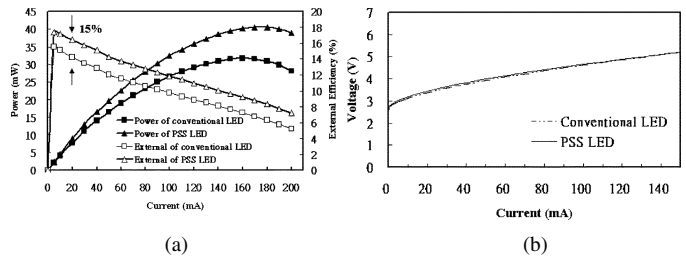 45
40
35
30
25
20
15
10
5
0
Power (mW)
15%
20
18
16
14
12
10
8
6
4
2
0
External Efficiency (%)
Power of conventional LED
Power of PSS LED
External of conventional LED
External of PSS LED
0 20 40 60 80 100 120 140 160 180 200
Current (mA)
(a)
7
6
5
4
3
2
1
0
Voltage (V)
Conventional LED
PSS LED
0 20 40 60 80 100 120 140
Current (mA)
(b)